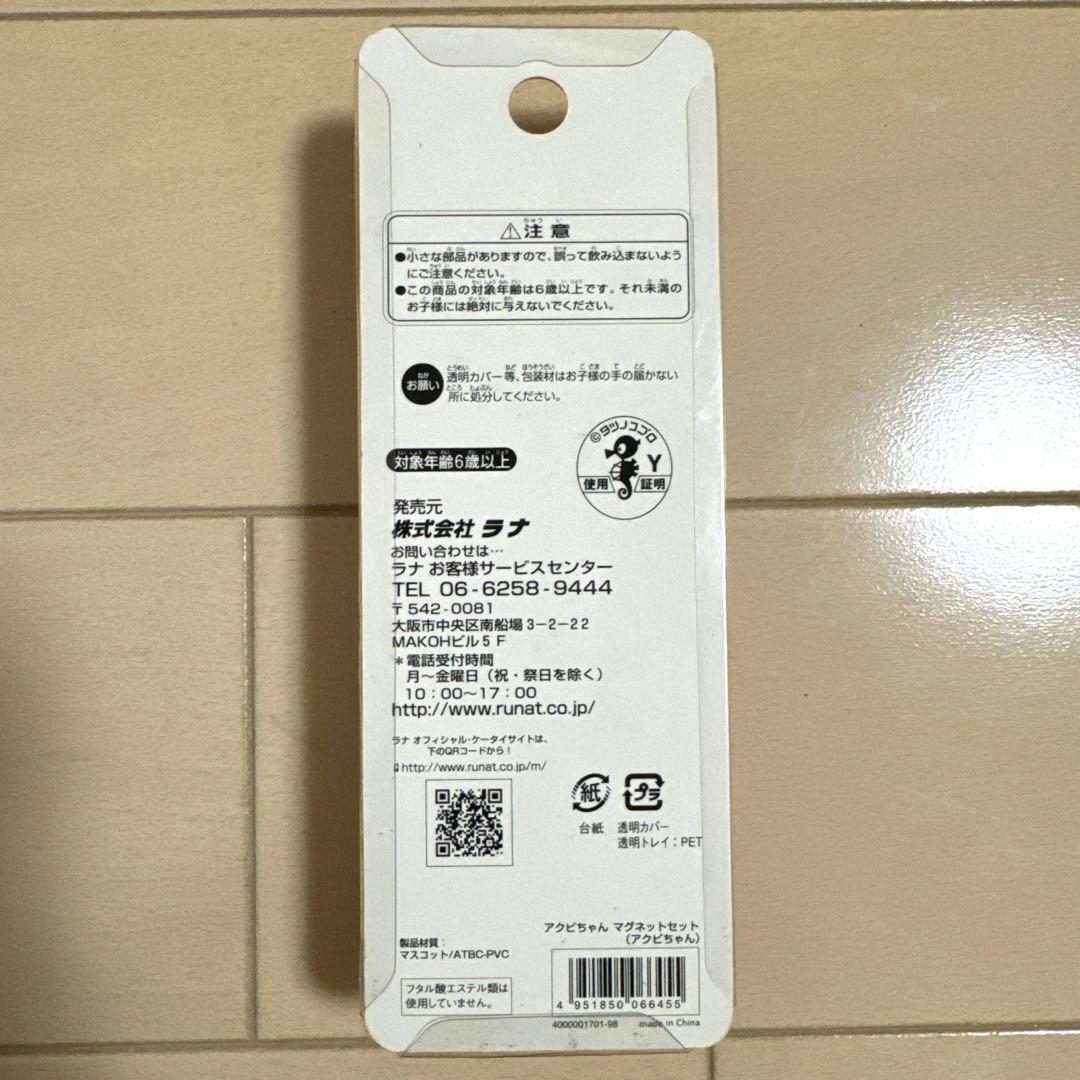 ⚠注意
●小さな部品がありますので、誤って飲み込まないよう
にご注意ください。
●この商品の対象年齢は6歳以上です。それ未満の
お子様には絶対に与えないでください。
お願い
透明カバー等、包装材はお子様の手の届かない
所に処分してください。
©タツノコプロ
Y
使用 証明
対象年齢6歳以上
発売元
株式会社 ラナ
お問い合わせは…
ラナ お客様サービスセンター
TEL 06-6258-9444
〒542-0081
大阪市中央区南船場3-2-22
MAKOHビル5F
＊電話受付時間
月～金曜日（祝・祭日を除く）
10：00～17：00
http://www.runat.co.jp/
ラナ オフィシャル・ケータイサイトは、
下のQRコードから！
http://www.runat.co.jp/m/
紙 プラ
台紙 透明カバー
透明トレイ：PET
アクビちゃん マグネットセット
（アクビちゃん）
製品材質：
マスコット/ATBC-PVC
フタル酸エステル類は
使用していません。
4 951850 066455
4000001701-98 made in China